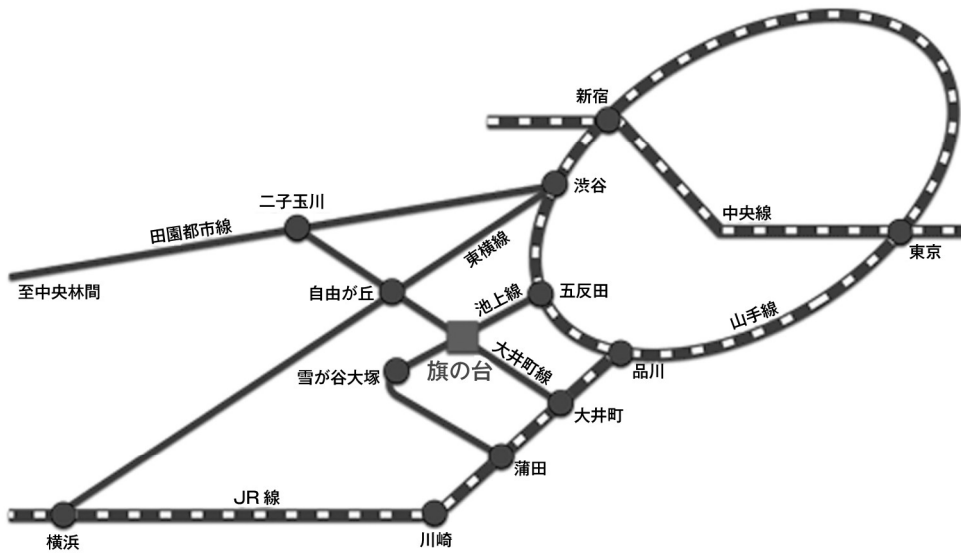 新宿
渋谷
二子玉川
中央線
田園都市線
東横線
東京
至中央林間
自由が丘
池上線
五反田
山手線
大井町線
雪が谷大塚
旗の台
品川
大井町
蒲田
JR 線
横浜
川崎